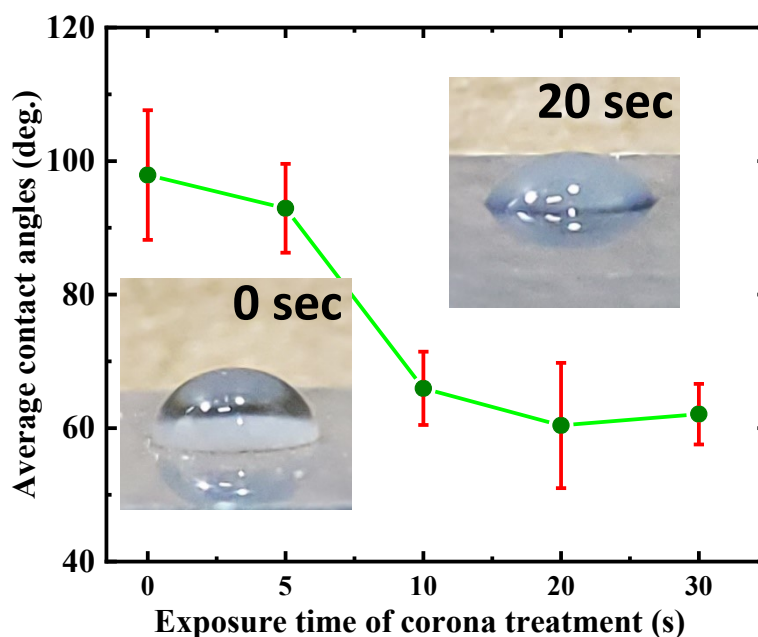 120
100
80
60
40
Average contact angles (deg.)
20 sec
0 sec
0 5 10 20 30
Exposure time of corona treatment (s)